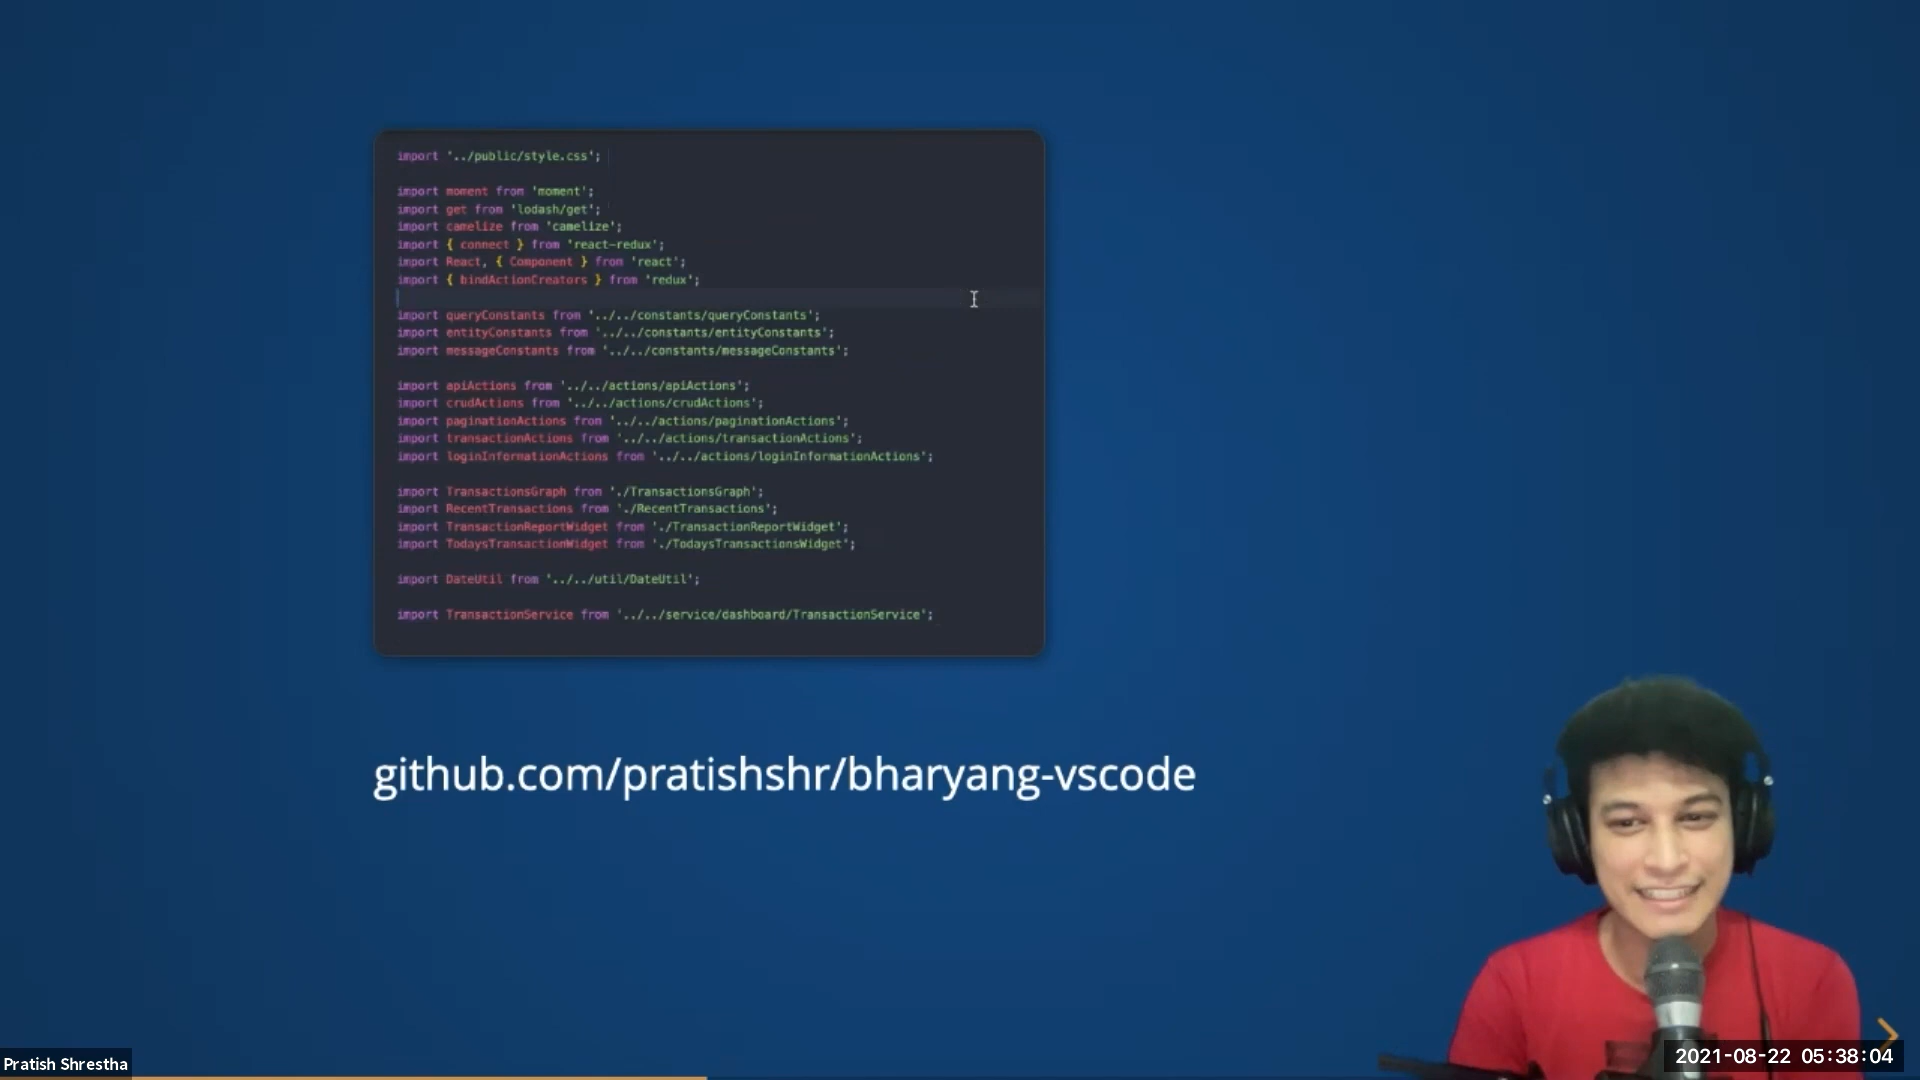 import '../public/style.css';
import moment from 'moment';
import get from 'lodash/get';
import camelize from 'camelize';
import { connect } from 'react-redux';
import React, { Component } from 'react';
import { bindActionCreators } from 'redux';
import queryConstants from '../../constants/queryConstants';
import entityConstants from '../../constants/entityConstants';
import messageConstants from '../../constants/messageConstants';
import apiActions from '../../actions/apiActions';
import crudActions from '../../actions/crudActions';
import paginationActions from '../../actions/paginationActions';
import transactionActions from '../../actions/transactionActions';
import loginInformationActions from '../../actions/loginInformationActions';
import TransactionsGraph from './TransactionsGraph';
import RecentTransactions from './RecentTransactions';
import TransactionReportWidget from './TransactionReportWidget';
import TodaysTransactionWidget from './TodaysTransactionsWidget';
import DateUtil from '../../util/DateUtil';
import TransactionService from '../../service/dashboard/TransactionService';
github.com/pratishshr/bharyang-vscode
Pratish Shrestha
2021-08-22 05:38:04